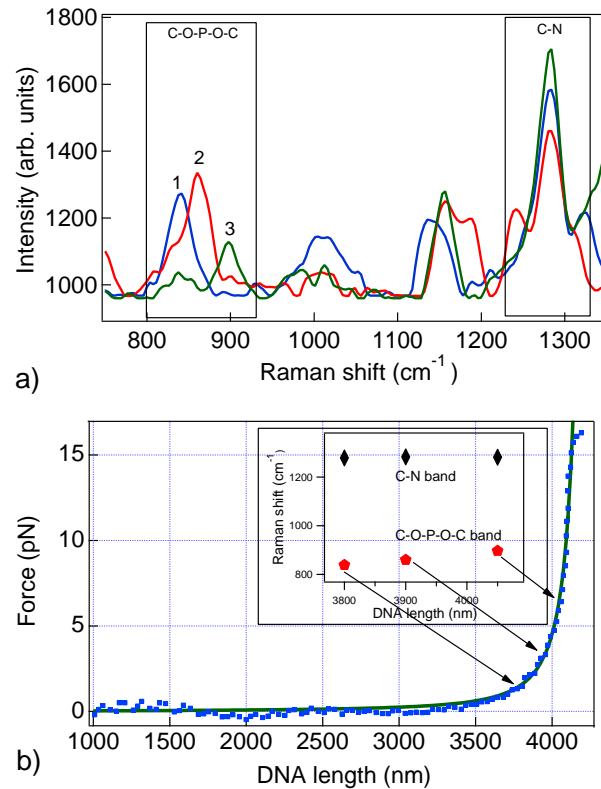 1800
1600
1400
1200
1000
Intensity (arb. units)
C-O-P-O-C
C-N
1
2
3
800
900
1000
1100
1200
1300
Raman shift (cm⁻¹)
a)
15
10
5
0
Force (pN)
1200
1000
800
Raman shift (cm⁻¹)
C-N band
C-O-P-O-C band
3800
3900
4000
DNA length (nm)
1000
1500
2000
2500
3000
3500
4000
DNA length (nm)
b)